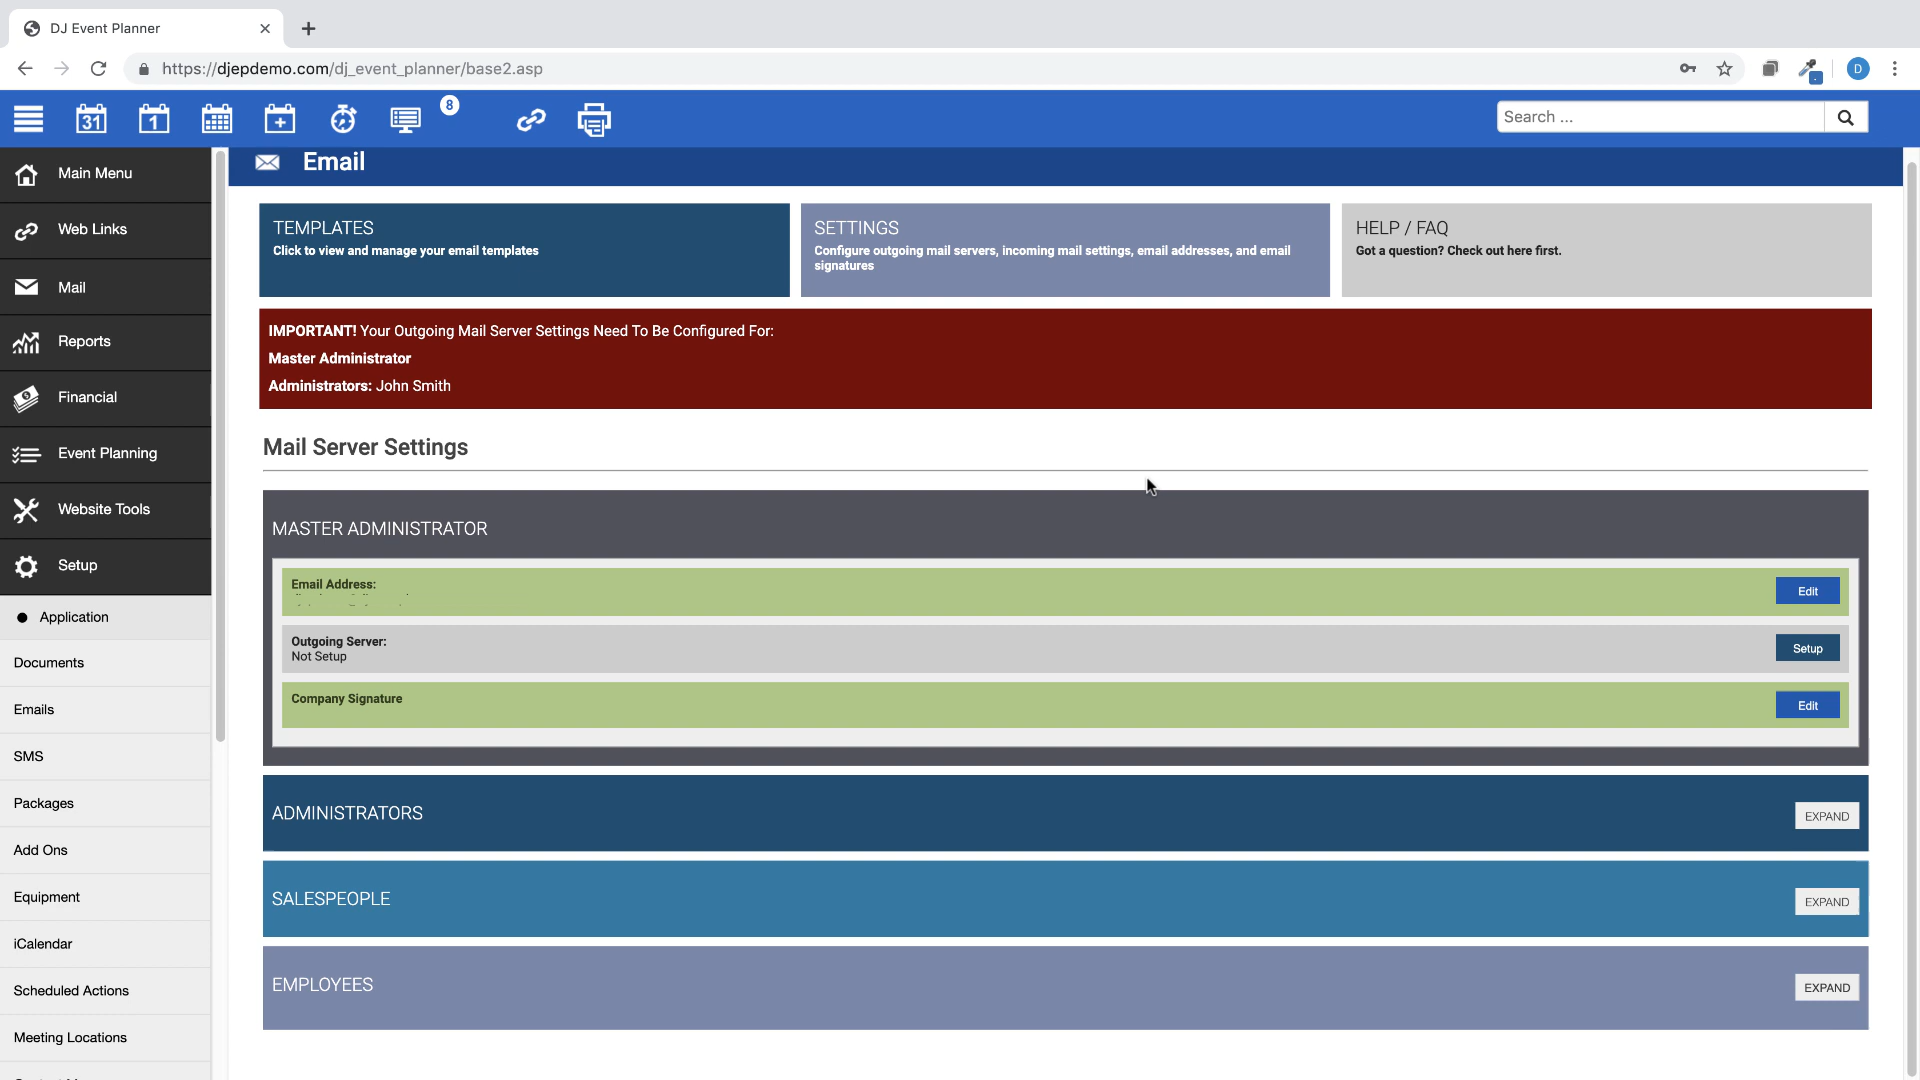 DJ Event Planner
https://djepdemo.com/dj_event_planner/base2.asp
D
31
1
8
Search ...
Main Menu
Web Links
Mail
Reports
Financial
Event Planning
Website Tools
Setup
Application
Documents
Emails
SMS
Packages
Add Ons
Equipment
iCalendar
Scheduled Actions
Meeting Locations
Email
TEMPLATES
Click to view and manage your email templates
SETTINGS
Configure outgoing mail servers, incoming mail settings, email addresses, and email
signatures
HELP / FAQ
Got a question? Check out here first.
IMPORTANT! Your Outgoing Mail Server Settings Need To Be Configured For:
Master Administrator
Administrators: John Smith
Mail Server Settings
MASTER ADMINISTRATOR
Email Address:
Edit
Outgoing Server:
Not Setup
Setup
Company Signature
Edit
ADMINISTRATORS
EXPAND
SALESPEOPLE
EXPAND
EMPLOYEES
EXPAND